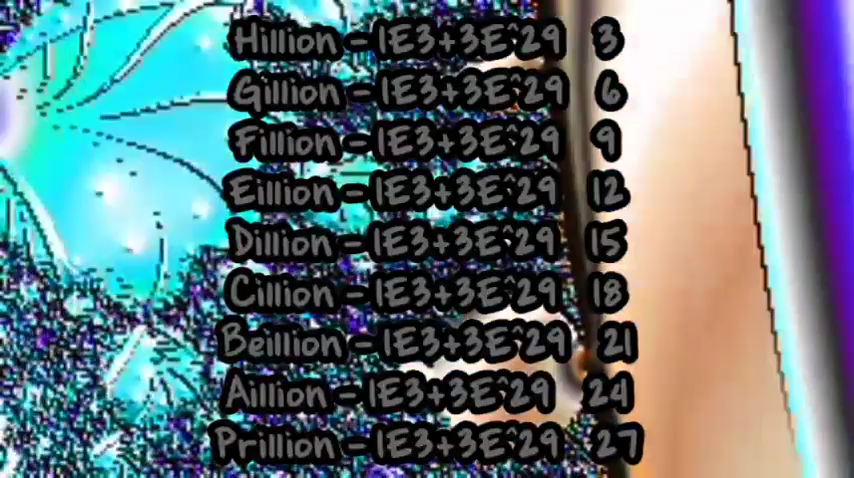 Hillion - 1E3+3E^29 3
Gillion - 1E3+3E^29 6
Fillion - 1E3+3E^29 9
Eillion - 1E3+3E^29 12
Dillion - 1E3+3E^29 15
Cillion - 1E3+3E^29 18
Beillion - 1E3+3E^29 21
Aillion - 1E3+3E^29 24
Prillion - 1E3+3E^29 27